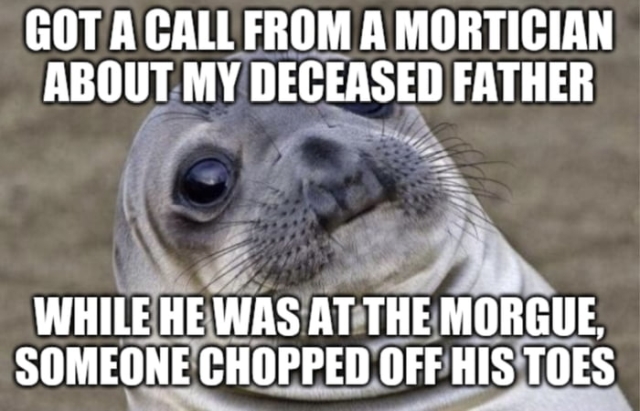 GOT A CALL FROM A MORTICIAN
ABOUT MY DECEASED FATHER
WHILE HE WAS AT THE MORGUE,
SOMEONE CHOPPED OFF HIS TOES